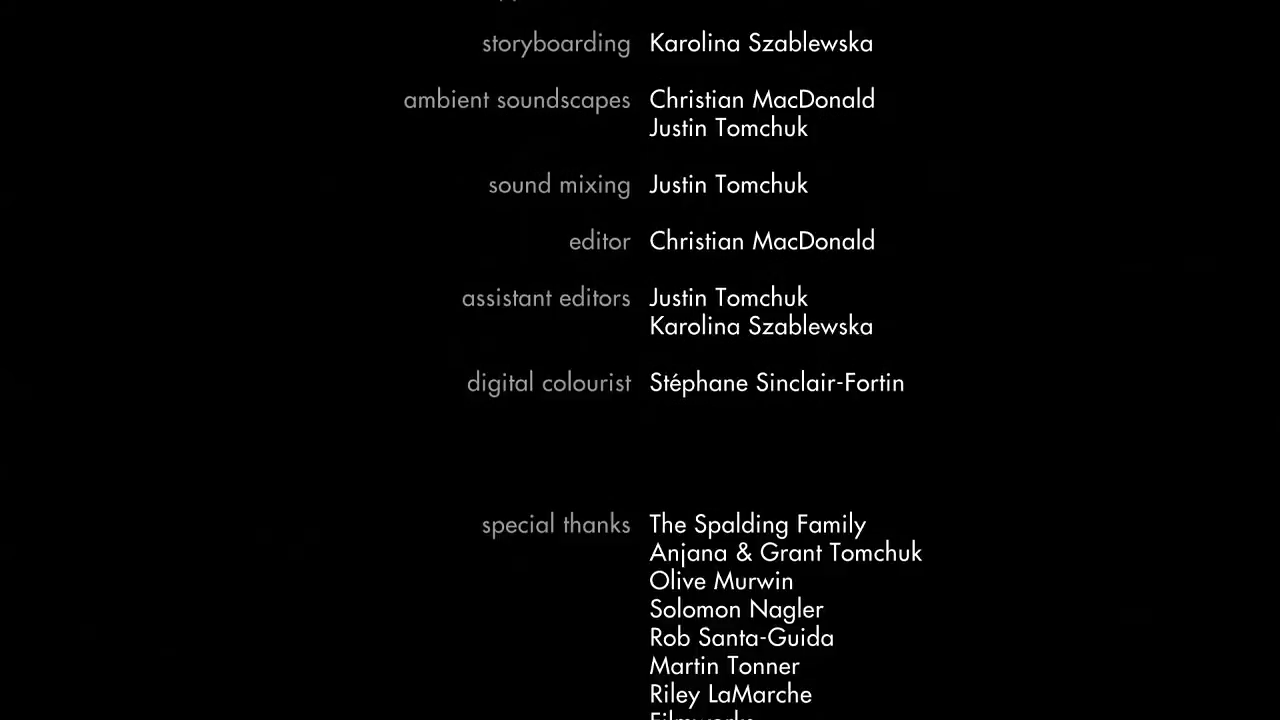 storyboarding Karolina Szablewska
ambient soundscapes Christian MacDonald
Justin Tomchuk
sound mixing Justin Tomchuk
editor Christian MacDonald
assistant editors Justin Tomchuk
Karolina Szablewska
digital colourist Stéphane Sinclair-Fortin
special thanks The Spalding Family
Anjana & Grant Tomchuk
Olive Murwin
Solomon Nagler
Rob Santa-Guida
Martin Tonner
Riley LaMarche